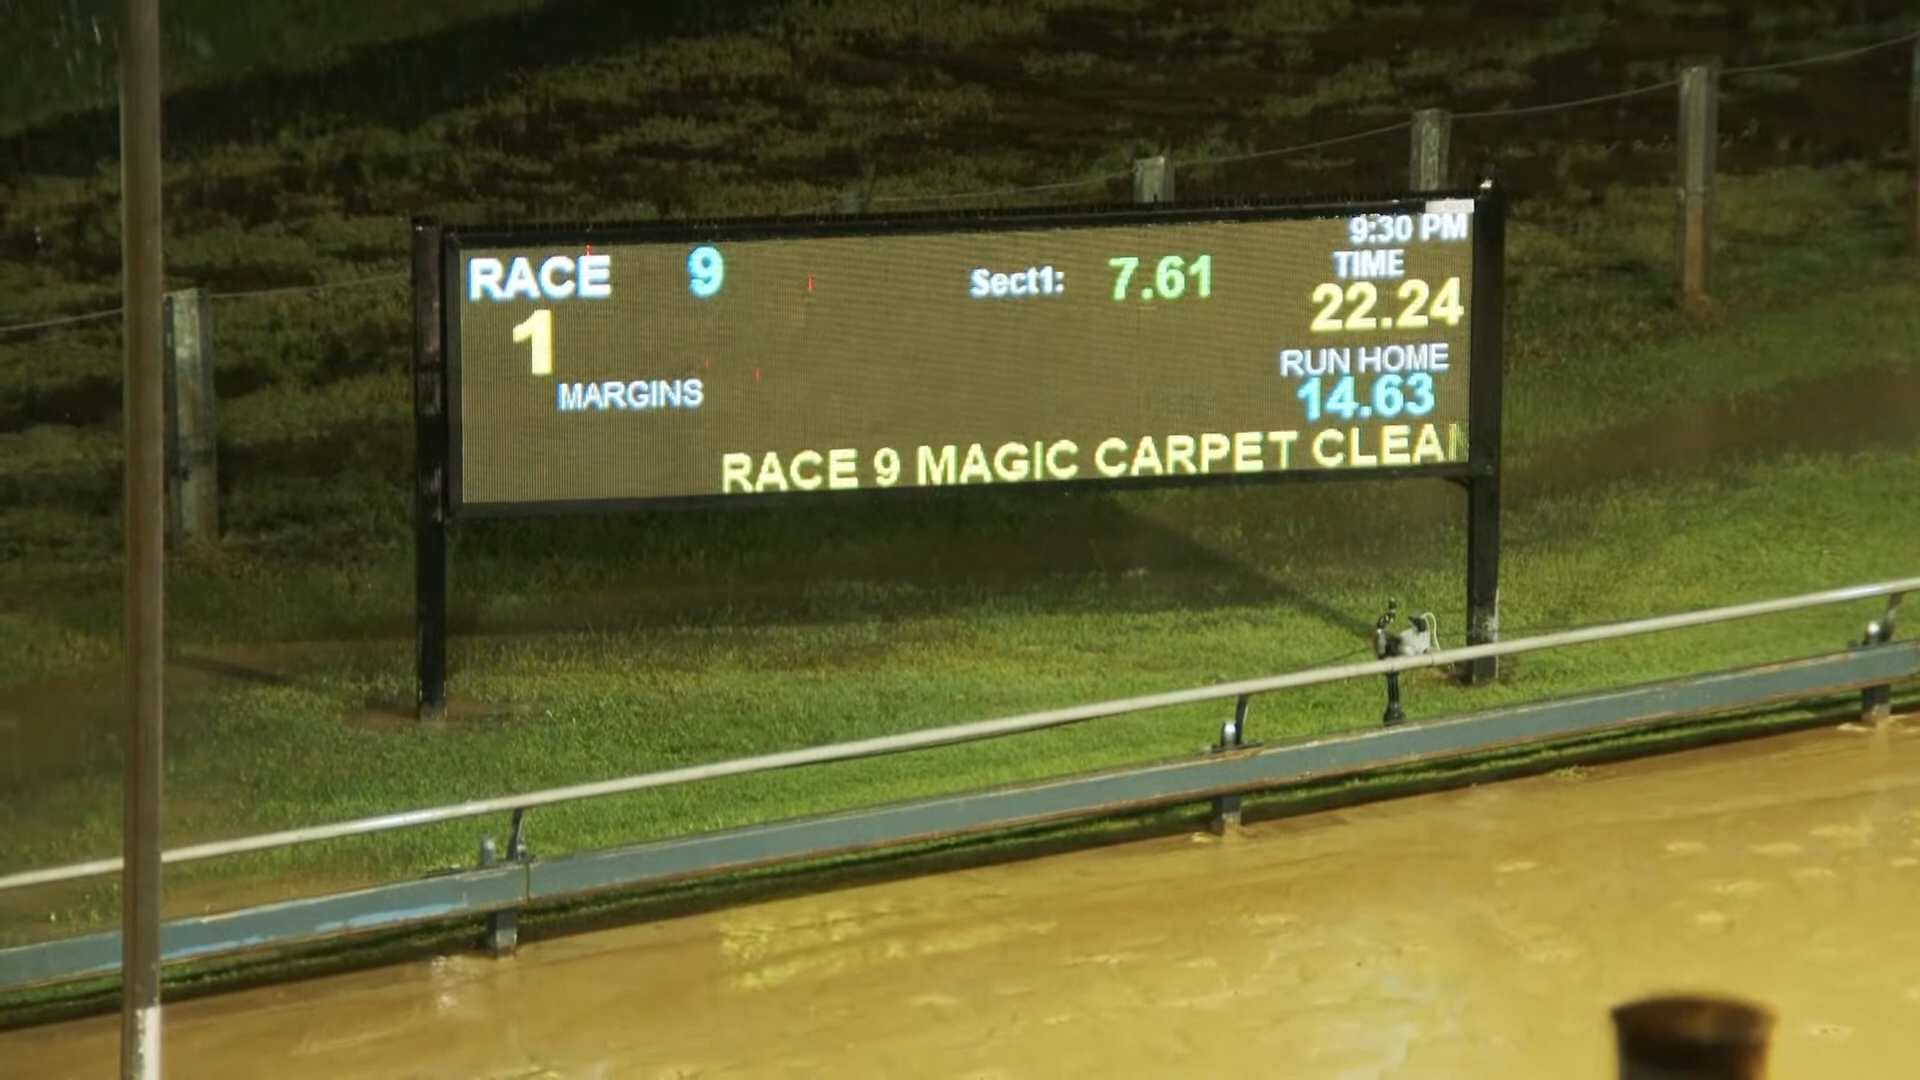 9:30 PM
RACE 9 Sect1: 7.61 TIME
22.24
1
RUN HOME
MARGINS 14.63
RACE 9 MAGIC CARPET CLEAN